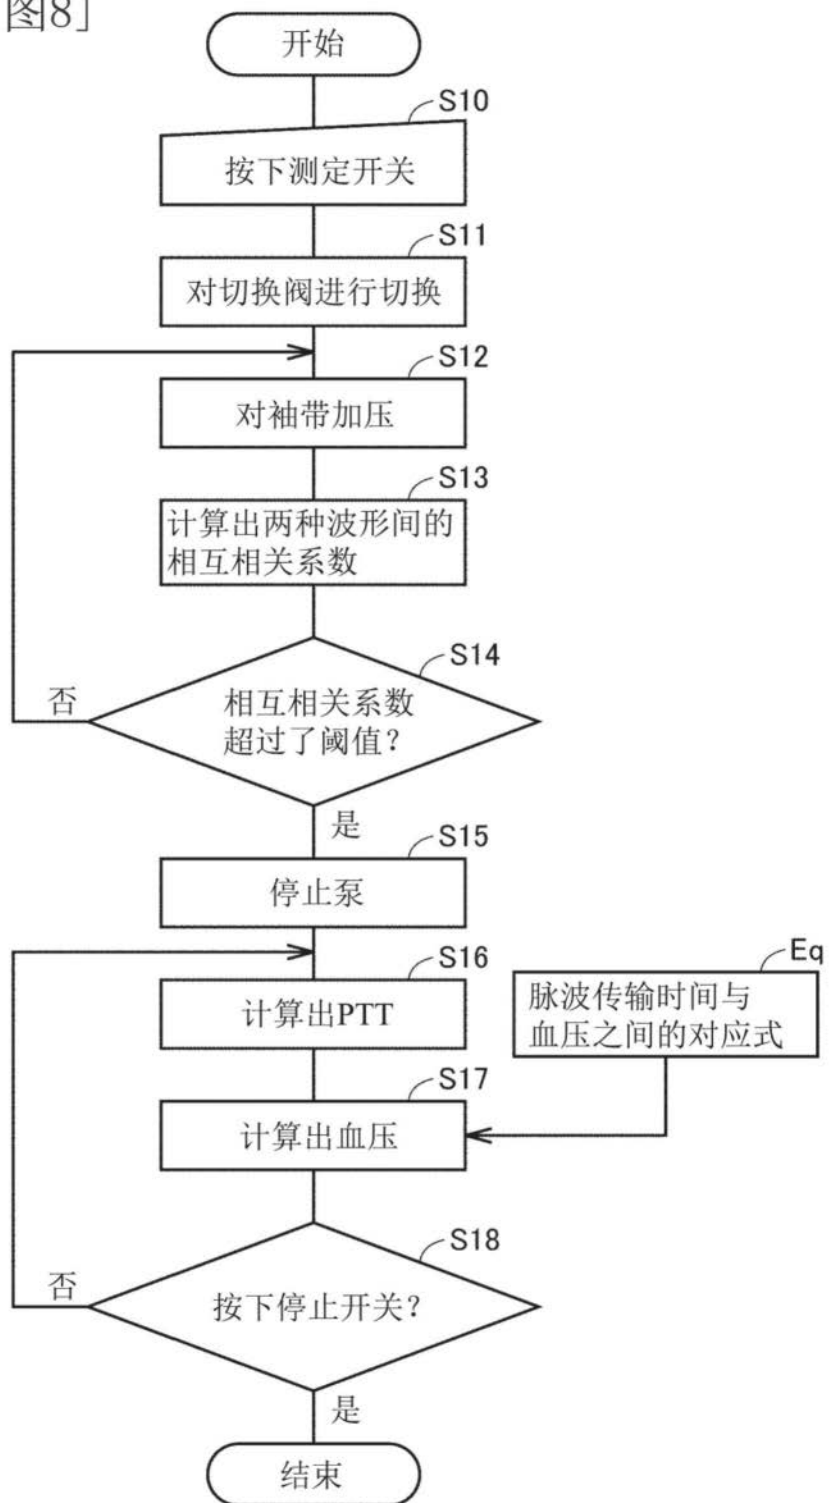 图8]
开始
S10
按下测定开关
S11
对切换阀进行切换
S12
对袖带加压
S13
计算出两种波形间的
相互相关系数
S14
相互相关系数
超过了阈值？
否
是
S15
停止泵
S16
计算出PTT
Eq
脉波传输时间与
血压之间的对应式
S17
计算出血压
S18
按下停止开关？
否
是
结束